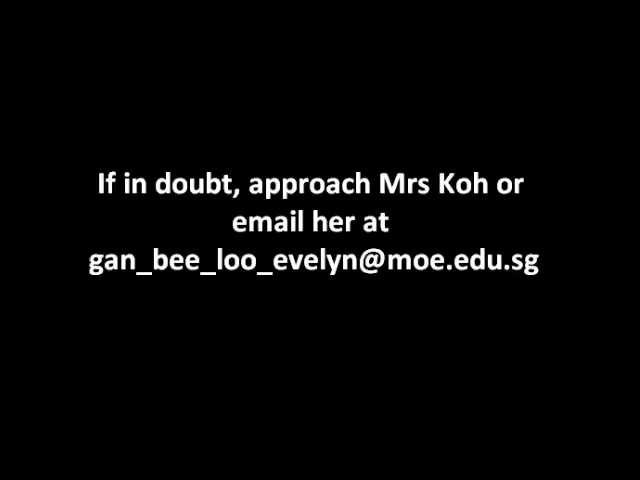 If in doubt, approach Mrs Koh or
email her at
gan_bee_loo_evelyn@moe.edu.sg